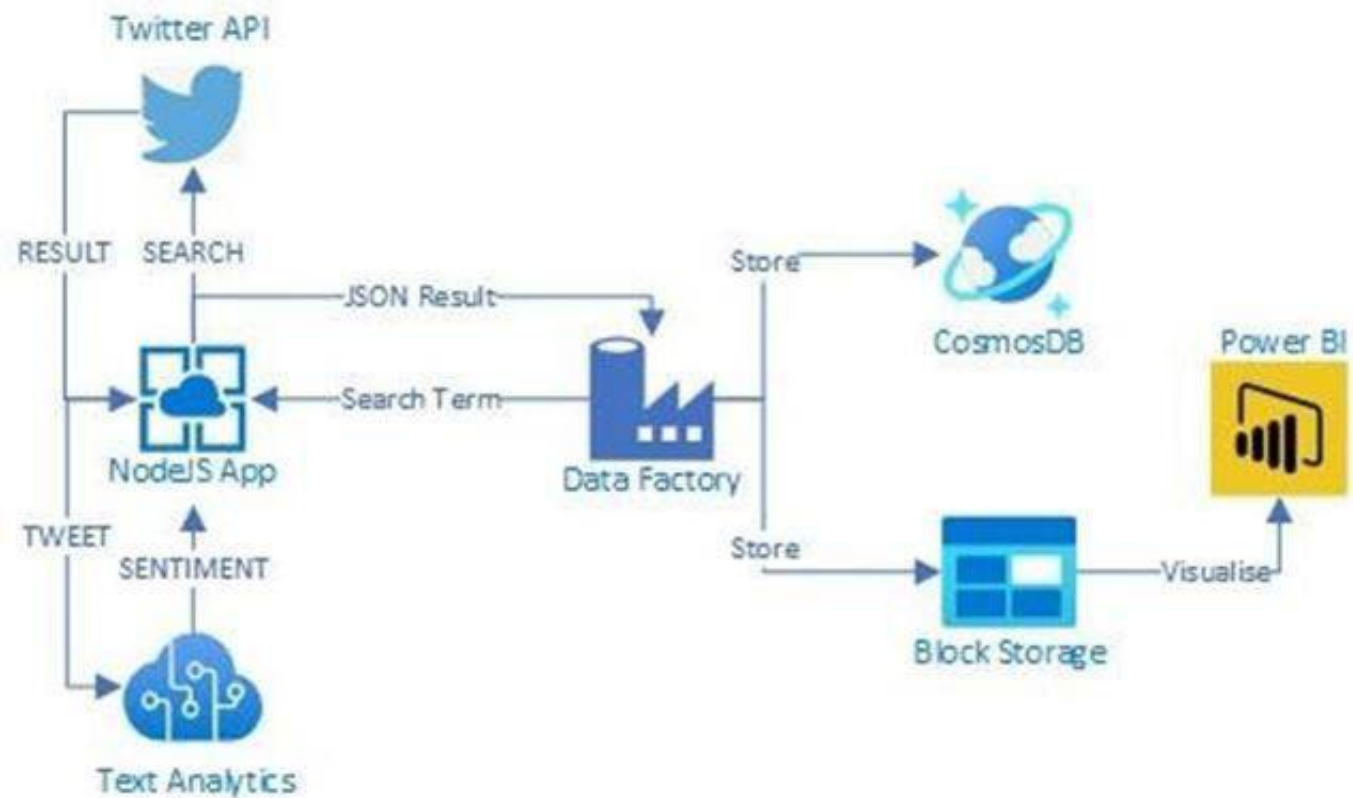 Twitter API
RESULT
SEARCH
JSON Result
Store
CosmosDB
Power BI
Search Term
NodeJS App
Data Factory
TWEET
SENTIMENT
Store
Visualise
Block Storage
Text Analytics